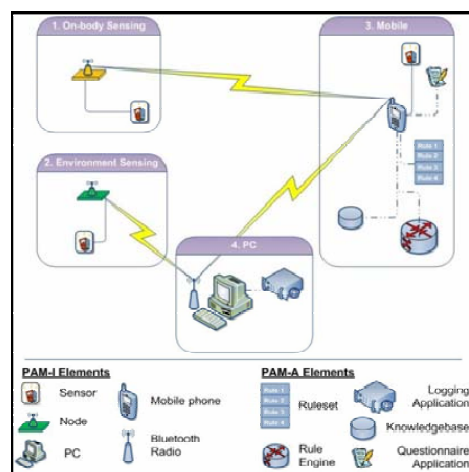 1. On-body Sensing
3. Mobile
Rule 1
Rule 2
Rule 3
Rule 4
2. Environment Sensing
4. PC
PAM-I Elements
Sensor
Mobile phone
Node
PC
Bluetooth
Radio
PAM-A Elements
Rule 1
Rule 2
Rule 3
Rule 4
Ruleset
Logging
Application
Knowledgebase
Rule
Engine
Questionnaire
Application